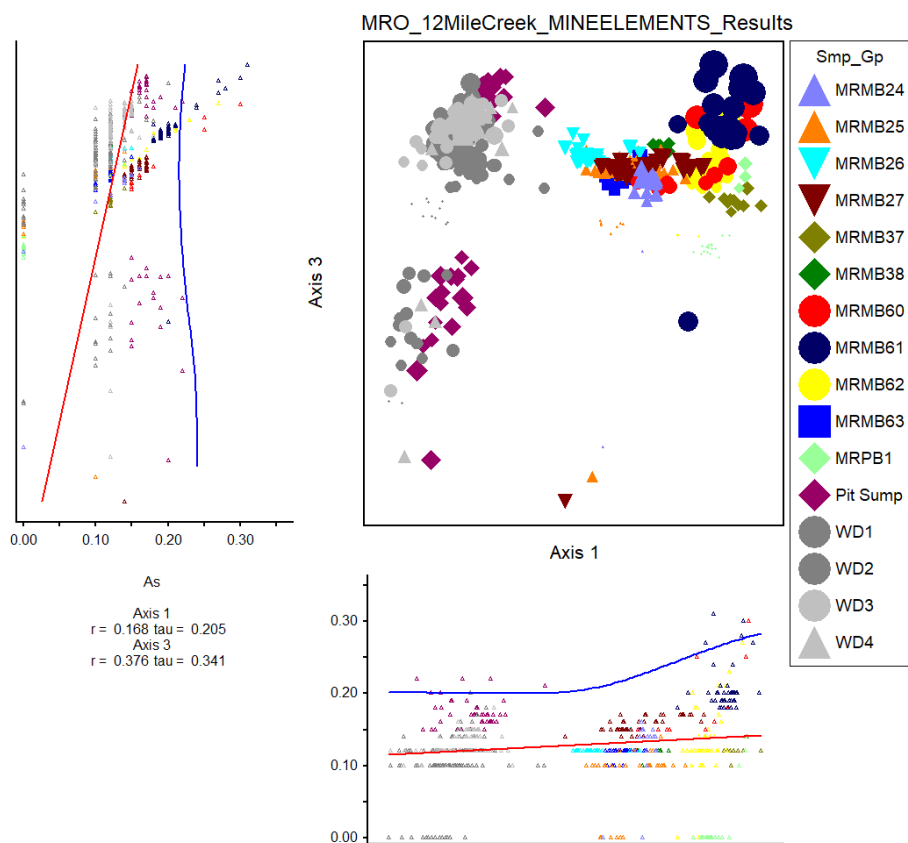 MRO_12MileCreek_MINEELEMENTS_Results
Axis 3
0.00
0.10
0.20
0.30
As
Axis 1
r = 0.168 tau = 0.205
Axis 3
r = 0.376 tau = 0.341
Axis 1
0.30
0.20
0.10
0.00
Smp_Gp
MRMB24
MRMB25
MRMB26
MRMB27
MRMB37
MRMB38
MRMB60
MRMB61
MRMB62
MRMB63
MRPB1
Pit Sump
WD1
WD2
WD3
WD4